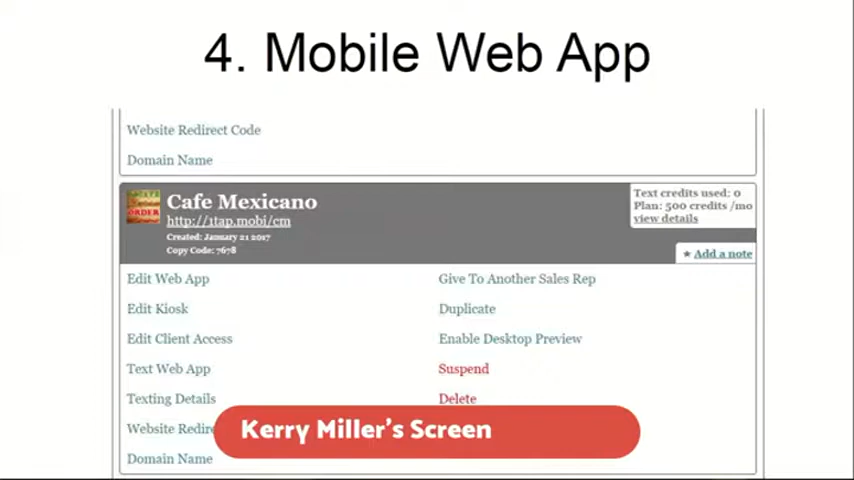 4. Mobile Web App
Website Redirect Code
Domain Name
Cafe Mexicano
http://1tap.mobi/cm
Created: January 21 2017
Copy Code: 7678
Text credits used: 0
Plan: 500 credits /mo
view details
★ Add a note
ORDER
Edit Web App
Give To Another Sales Rep
Edit Kiosk
Duplicate
Edit Client Access
Enable Desktop Preview
Text Web App
Suspend
Texting Details
Delete
Website Redire
Kerry Miller's Screen
Domain Name